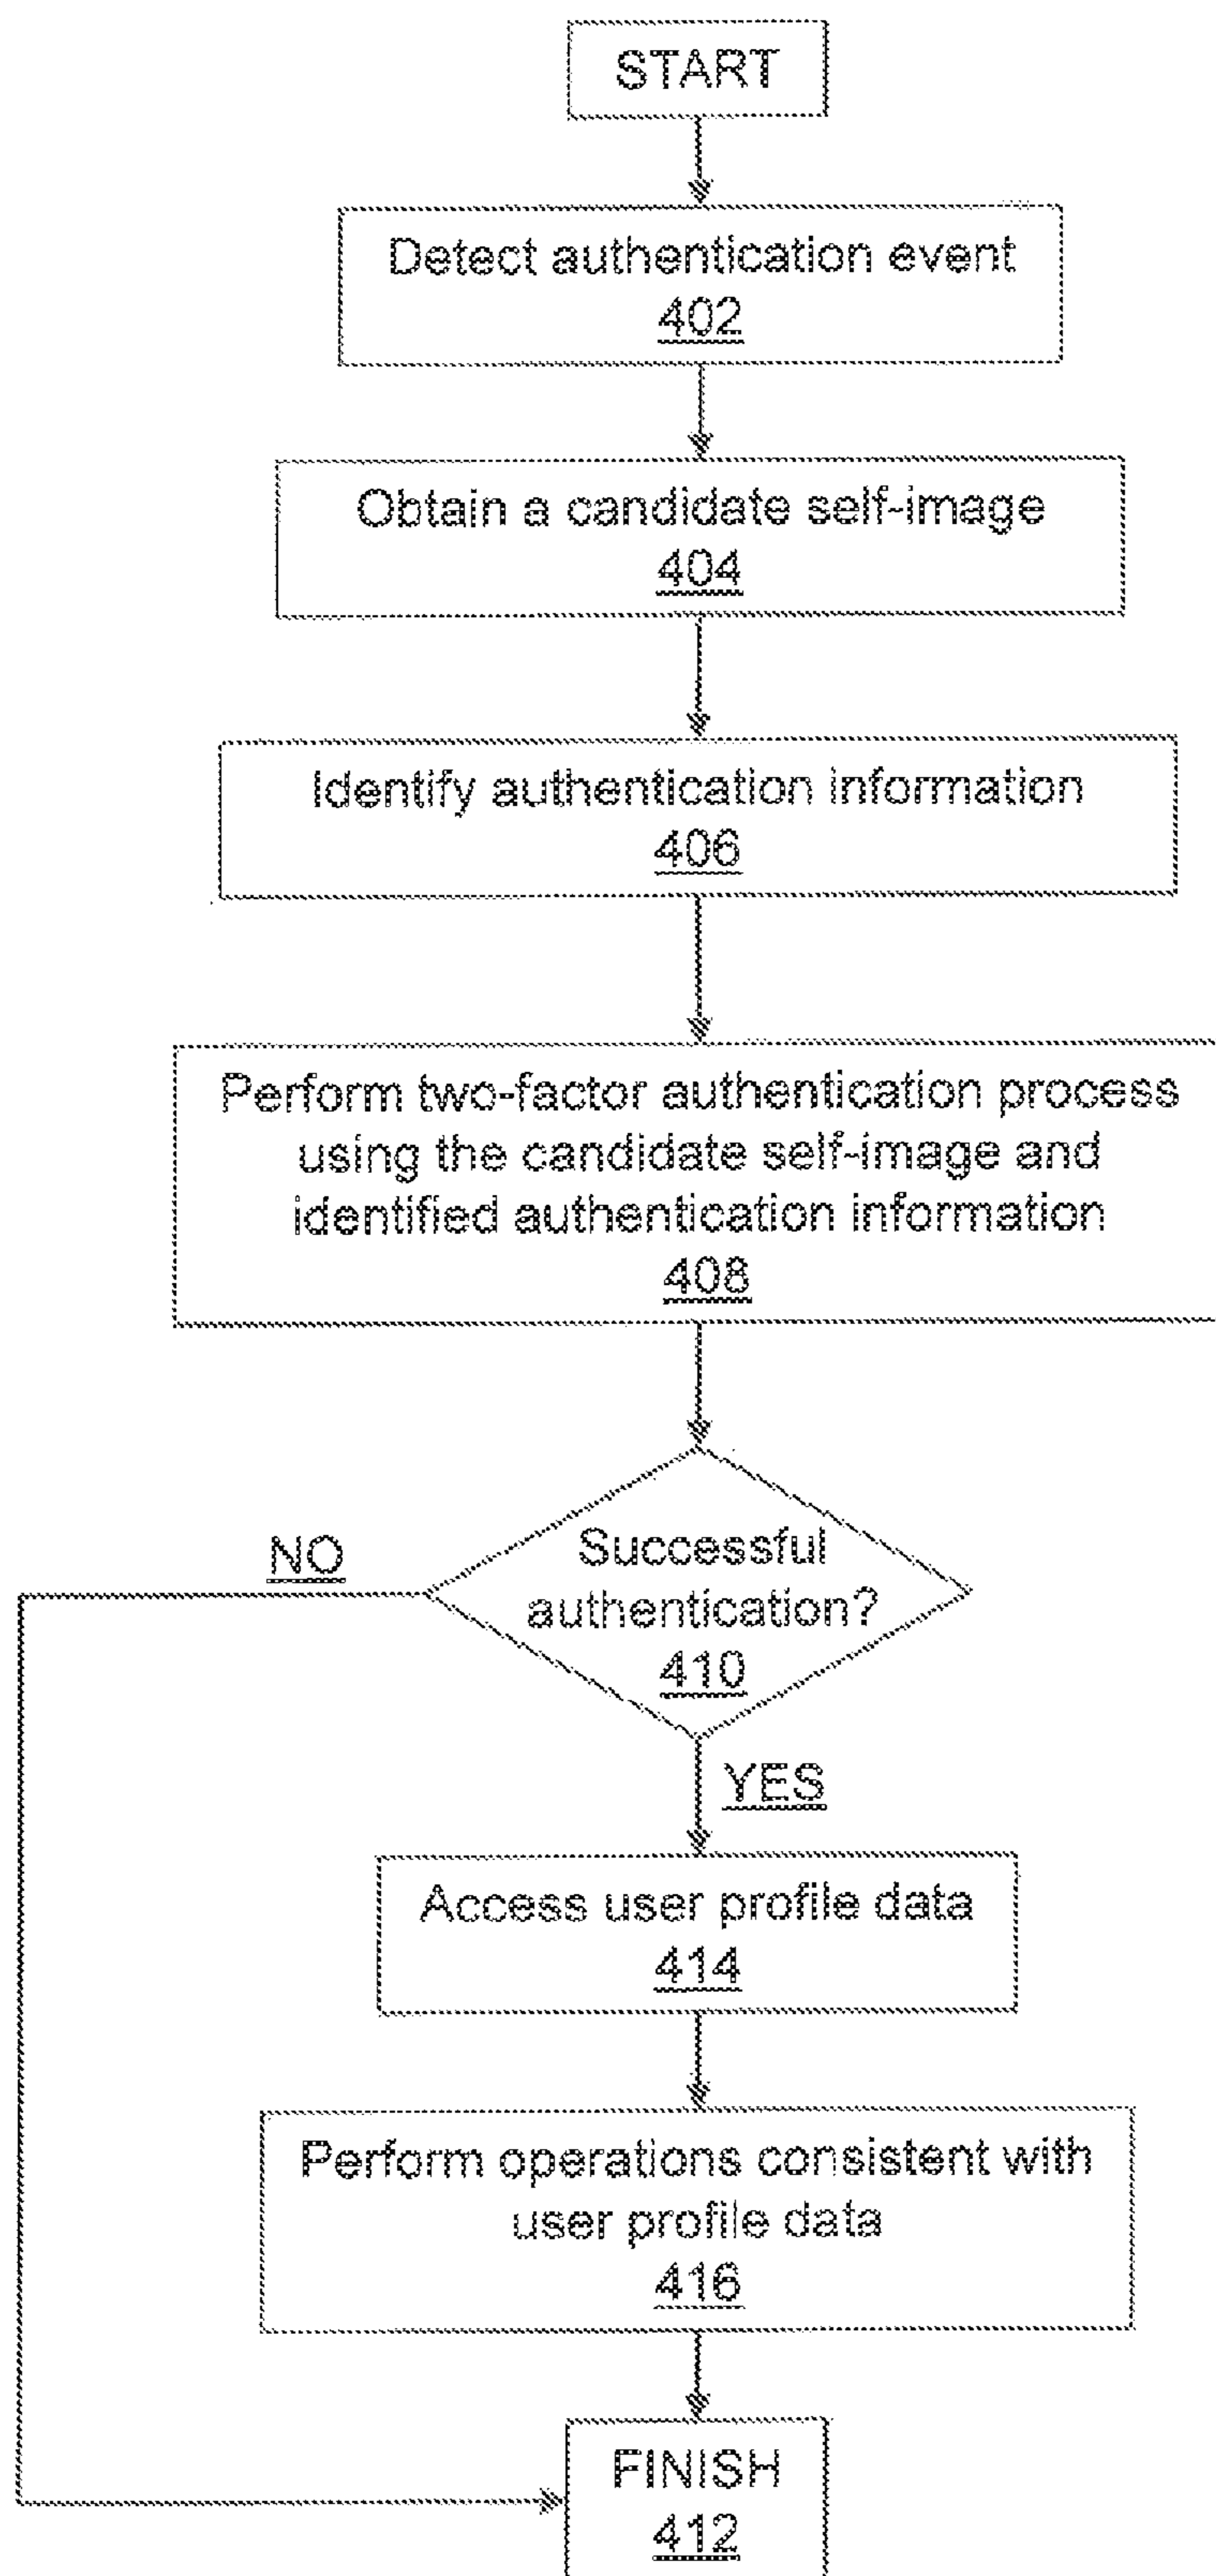 START
Detect authentication event
402
Obtain a candidate self-image
404
Identify authentication information
406
Perform two-factor authentication process
using the candidate self-image and
identified authentication information
408
NO
Successful
authentication?
410
YES
Access user profile data
414
Perform operations consistent with
user profile data
416
FINISH
412